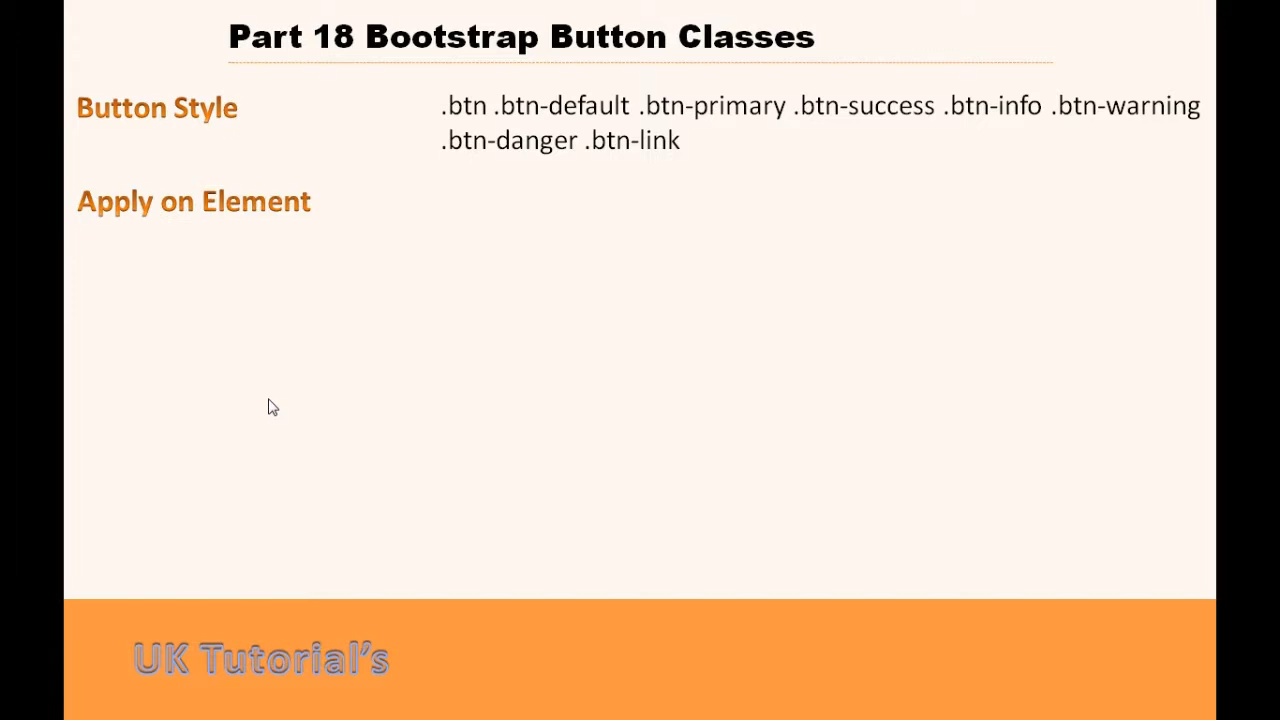 Part 18 Bootstrap Button Classes
Button Style
.btn .btn-default .btn-primary .btn-success .btn-info .btn-warning
.btn-danger .btn-link
Apply on Element
UK Tutorial’s